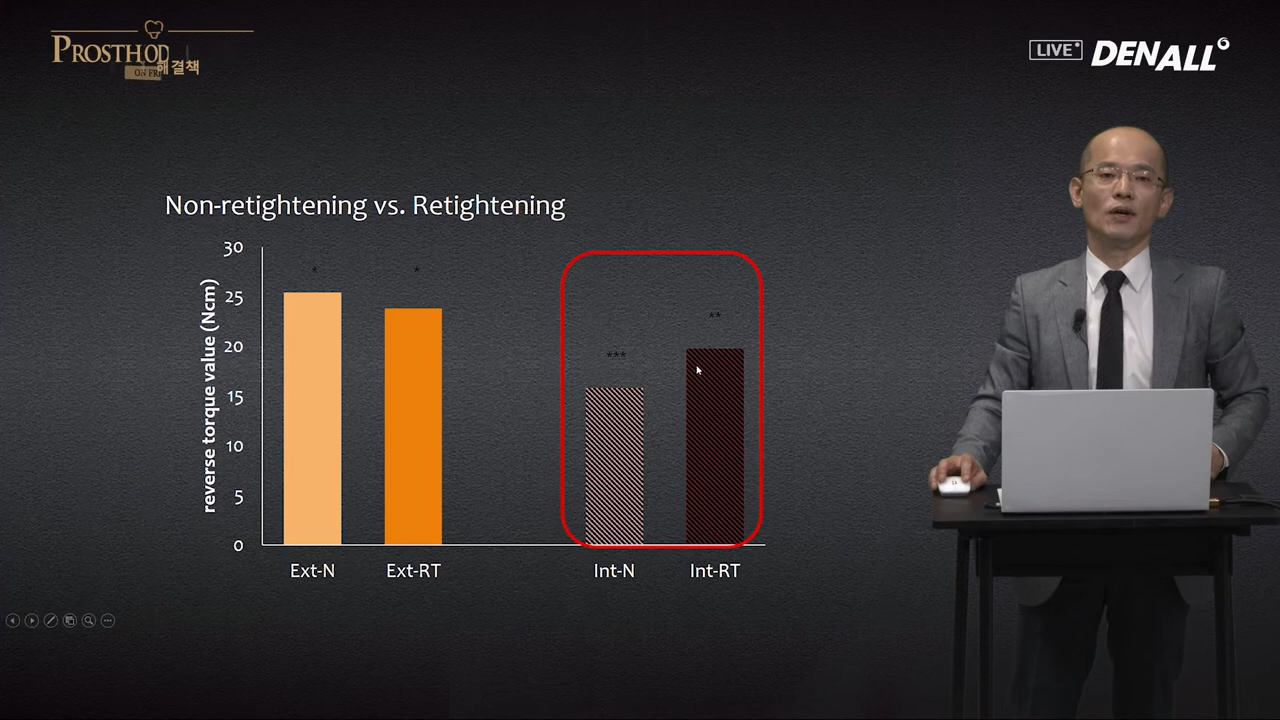 PROSTHOD
ON FR
해결책
LIVE
DENALL
Non-retightening vs. Retightening
30
25
20
15
10
5
0
reverse torque value (Ncm)
*
*
***
**
Ext-N
Ext-RT
Int-N
Int-RT